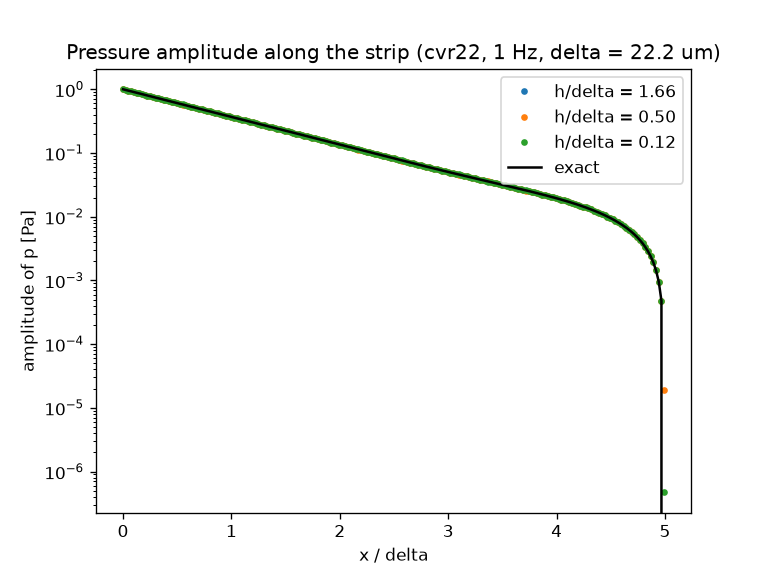 Pressure amplitude along the strip (cvr22, 1 Hz, delta = 22.2 um)
h/delta = 1.66
h/delta = 0.50
h/delta = 0.12
exact
amplitude of p [Pa]
10⁰
10⁻¹
10⁻²
10⁻³
10⁻⁴
10⁻⁵
10⁻⁶
0 1 2 3 4 5
x / delta